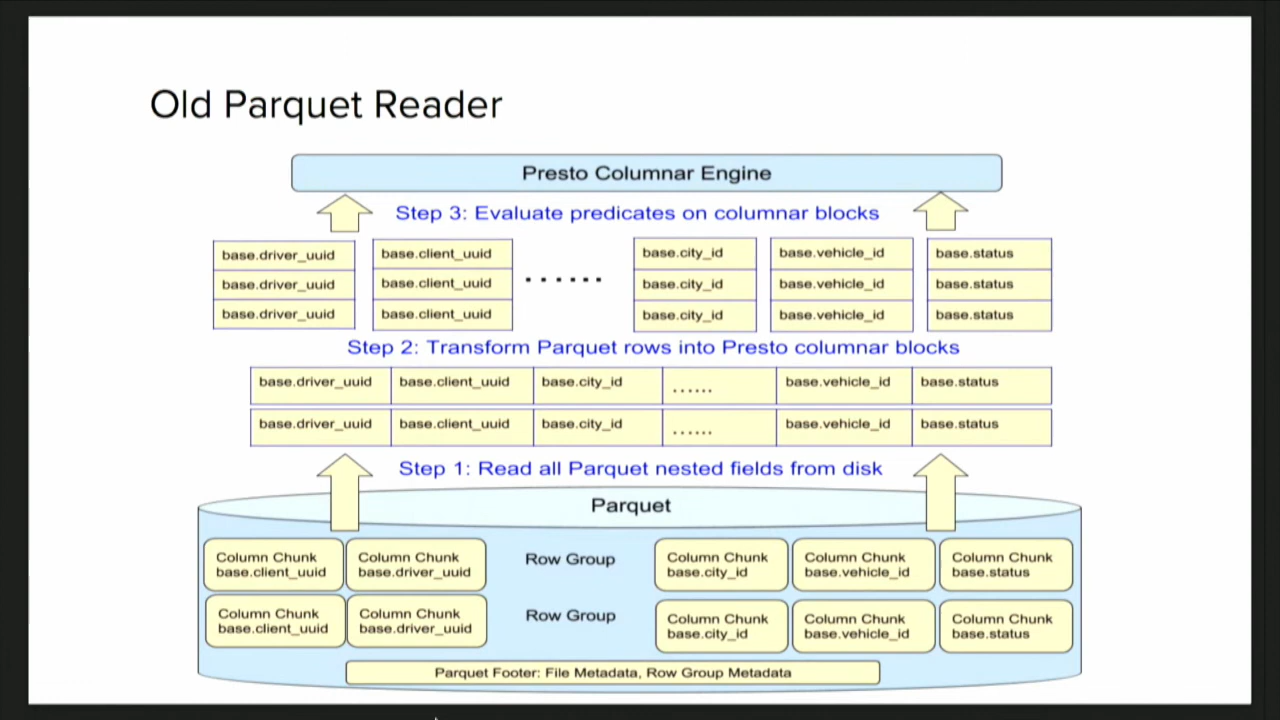 Old Parquet Reader
Presto Columnar Engine
Step 3: Evaluate predicates on columnar blocks
base.driver_uuid base.client_uuid base.city_id base.vehicle_id base.status
base.driver_uuid base.client_uuid ...... base.city_id base.vehicle_id base.status
base.driver_uuid base.client_uuid base.city_id base.vehicle_id base.status
Step 2: Transform Parquet rows into Presto columnar blocks
base.driver_uuid base.client_uuid base.city_id ...... base.vehicle_id base.status
base.driver_uuid base.client_uuid base.city_id ...... base.vehicle_id base.status
Step 1: Read all Parquet nested fields from disk
Parquet
Column Chunk Column Chunk Row Group Column Chunk Column Chunk Column Chunk
base.client_uuid base.driver_uuid base.city_id base.vehicle_id base.status
Column Chunk Column Chunk Row Group Column Chunk Column Chunk Column Chunk
base.client_uuid base.driver_uuid base.city_id base.vehicle_id base.status
Parquet Footer: File Metadata, Row Group Metadata